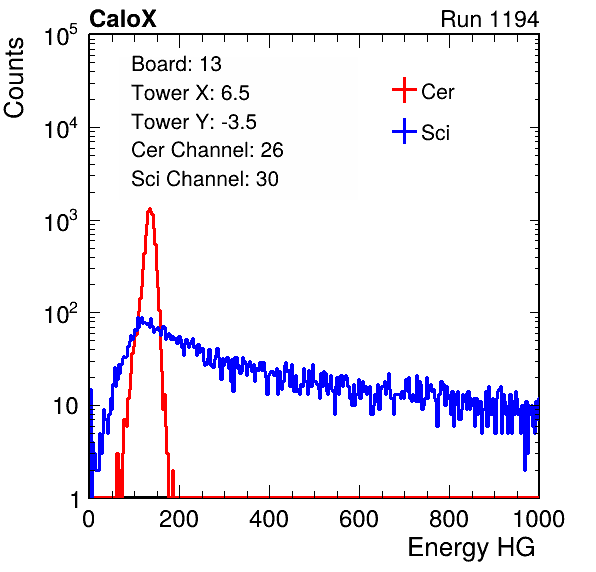 CaloX Run 1194
Counts
Board: 13
Tower X: 6.5
Tower Y: -3.5
Cer Channel: 26
Sci Channel: 30
Cer
Sci
10^5
10^4
10^3
10^2
10
1
0 200 400 600 800 1000
Energy HG